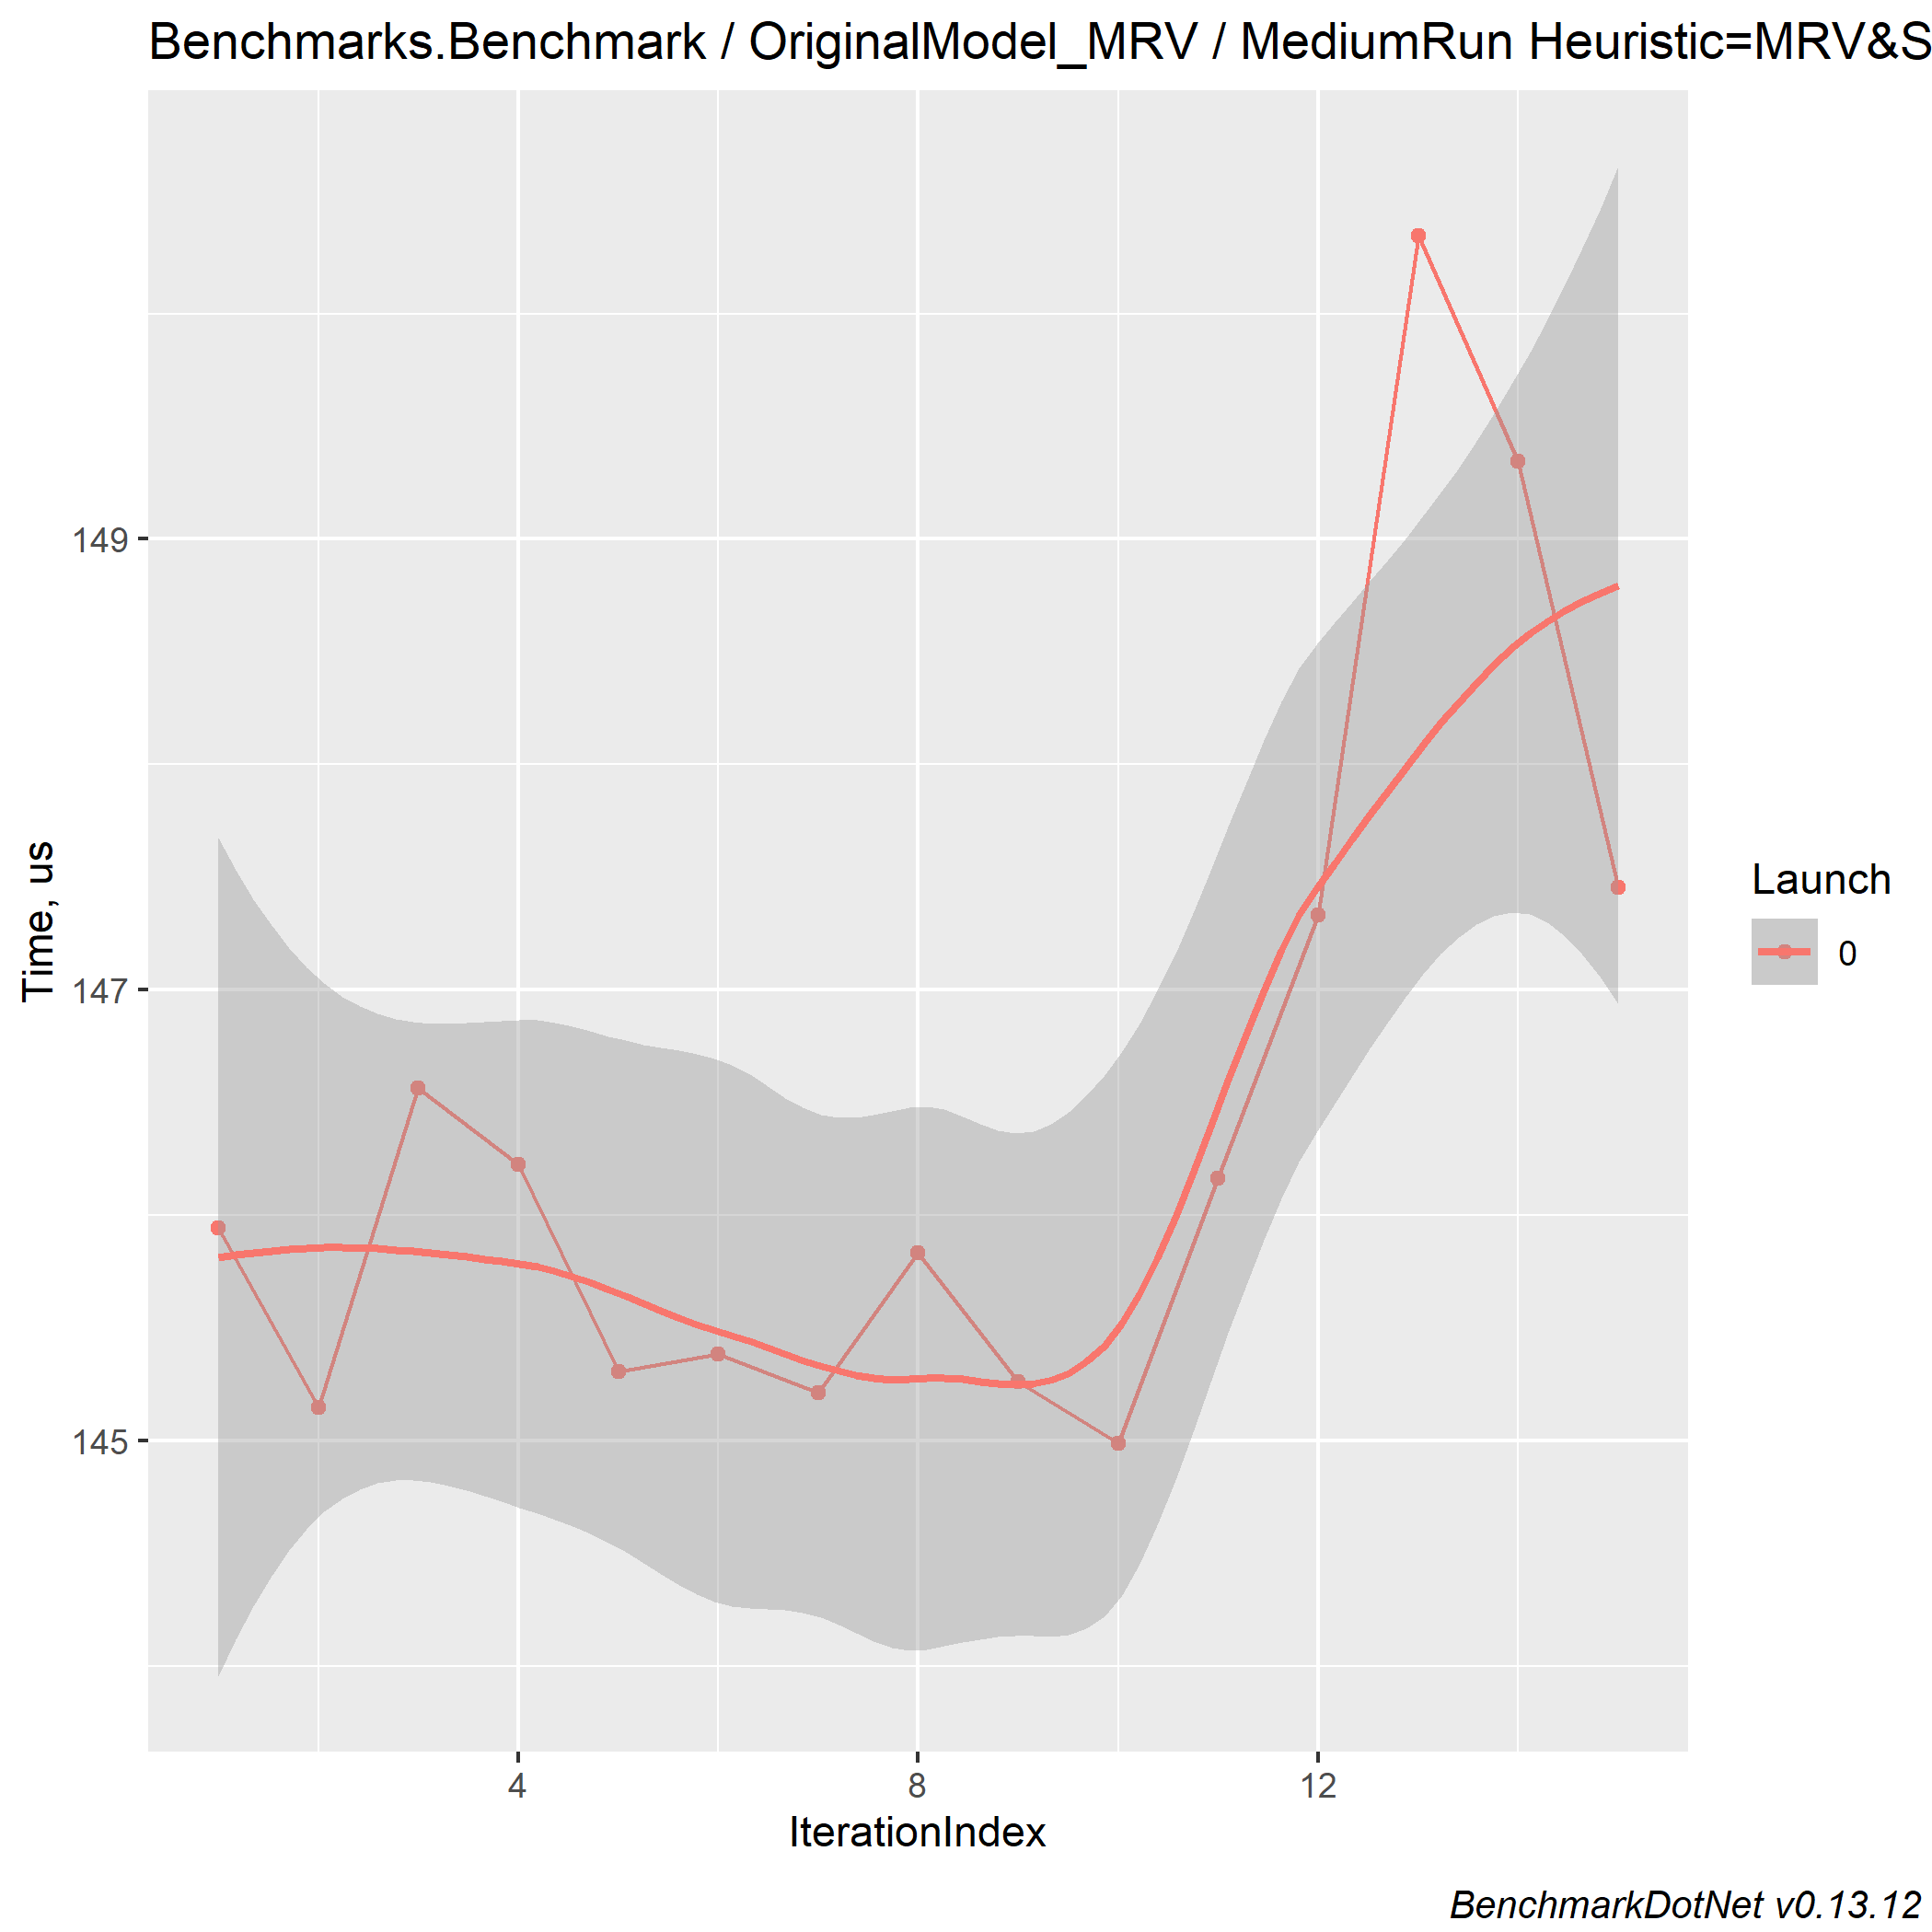 Benchmarks.Benchmark / OriginalModel_MRV / MediumRun Heuristic=MRV&S
149
147
145
Time, us
4 8 12
IterationIndex
Launch
0
BenchmarkDotNet v0.13.12